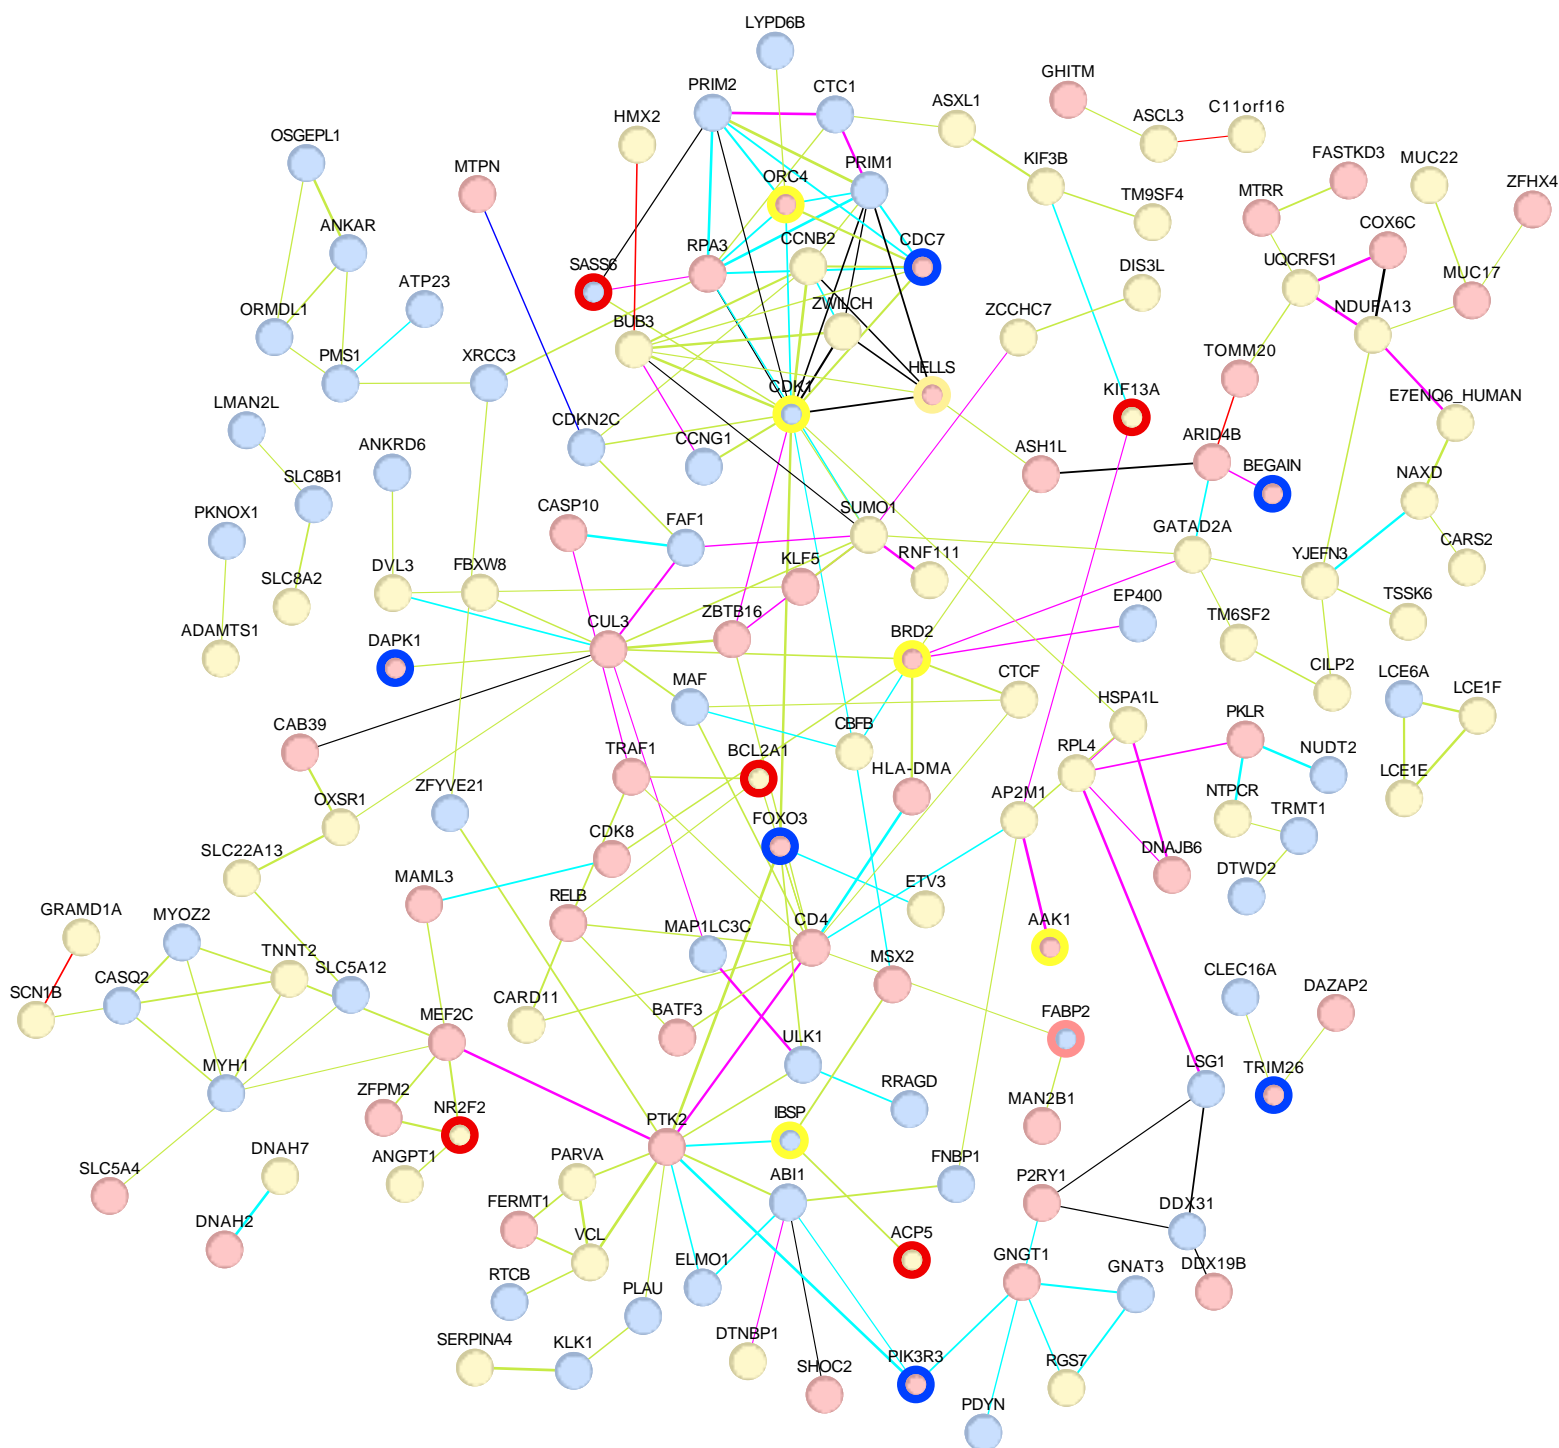 LYPD6B
GHITM
PRIM2
CTC1
ASXL1
C11orf16
ASCL3
HMX2
OSGEPL1
FASTKD3
MUC22
MTPN
PRIM1
KIF3B
ZFHX4
ORC4
MTRR
TM9SF4
COX6C
ANKAR
CCNB2
RPA3
CDC7
UQCRFS1
SASS6
DIS3L
MUC17
ATP23
NDUFA13
ORMDL1
ZWILCH
ZCCHC7
BUB3
PMS1
XRCC3
TOMM20
HELLS
KIF13A
CDK1
E7ENQ6_HUMAN
LMAN2L
CDKN2C
CCNG1
ASH1L
ARID4B
ANKRD6
BEGAIN
NAXD
SLC8B1
CASP10
SUMO1
PKNOX1
FAF1
GATAD2A
CARS2
RNF111
KLF5
YJEFN3
DVL3
FBXW8
SLC8A2
EP400
TSSK6
ZBTB16
ADAMTS1
CUL3
BRD2
TM6SF2
DAPK1
CILP2
MAF
CTCF
LCE6A
LCE1F
HSPA1L
CAB39
CBFB
PKLR
TRAF1
BCL2A1
RPL4
NUDT2
HLA-DMA
LCE1E
ZFYVE21
OXSR1
AP2M1
NTPCR
TRMT1
FOXO3
CDK8
SLC22A13
DNAJB6
DTWD2
MAML3
RELB
ETV3
GRAMD1A
MYOZ2
CD4
AAK1
MAP1LC3C
TNNT2
MSX2
CLEC16A
SLC5A12
CASQ2
DAZAP2
SCN1B
CARD11
BATF3
FABP2
MEF2C
ULK1
MYH1
LSG1
TRIM26
RRAGD
ZFPM2
NR2F2
IBSP
MAN2B1
PTK2
DNAH7
ANGPT1
PARVA
FNBP1
SLC5A4
ABI1
P2RY1
FERMT1
DDX31
DNAH2
VCL
ACP5
ELMO1
GNGT1
GNAT3
DDX19B
RTCB
PLAU
SERPINA4
KLK1
DTNBP1
SHOC2
PIK3R3
RGS7
PDYN